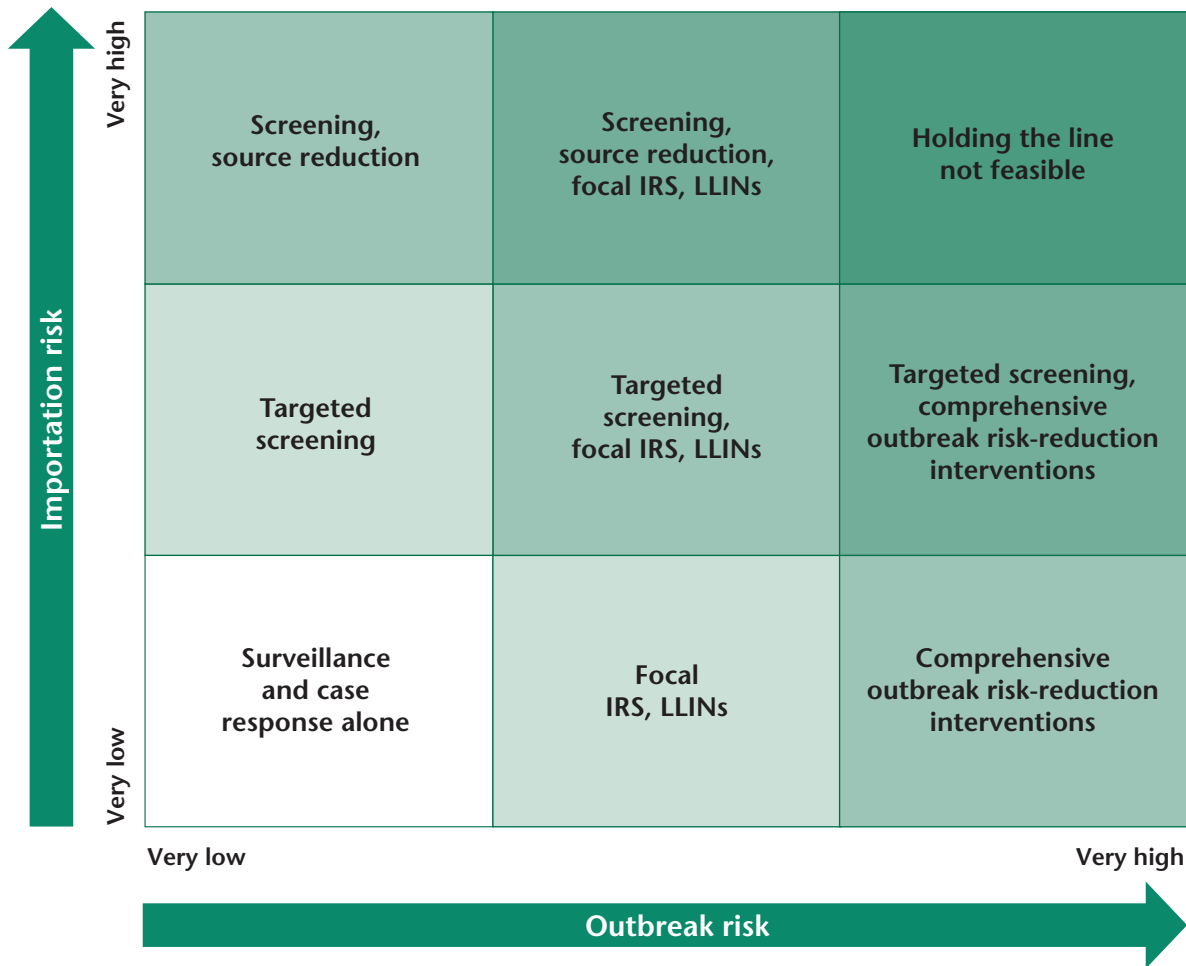 Very high
Importation risk
Very low
Screening,
source reduction
Screening,
source reduction,
focal IRS, LLINs
Holding the line
not feasible
Targeted
screening
Targeted
screening,
focal IRS, LLINs
Targeted screening,
comprehensive
outbreak risk-reduction
interventions
Surveillance
and case
response alone
Focal
IRS, LLINs
Comprehensive
outbreak risk-reduction
interventions
Very low
Very high
Outbreak risk